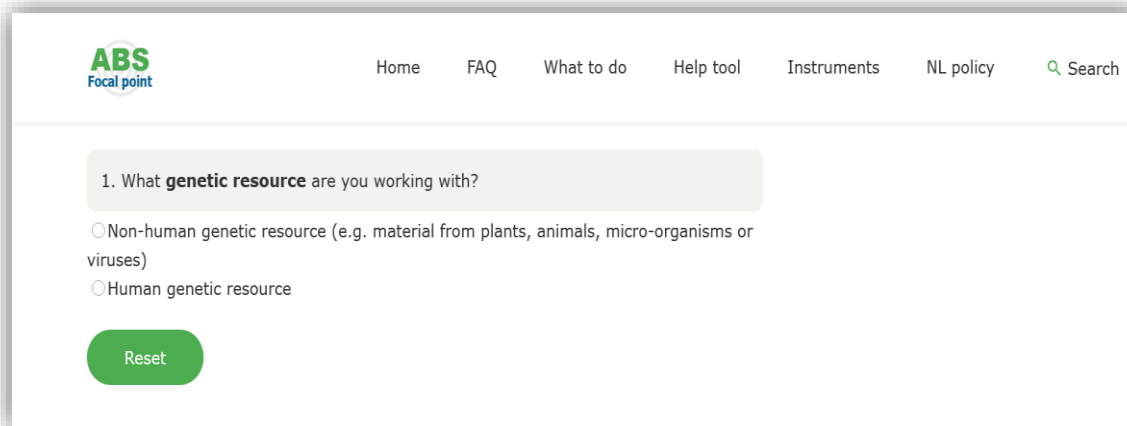 ABS
Focal point
Home FAQ What to do Help tool Instruments NL policy Search
1. What genetic resource are you working with?
Non-human genetic resource (e.g. material from plants, animals, micro-organisms or
viruses)
Human genetic resource
Reset